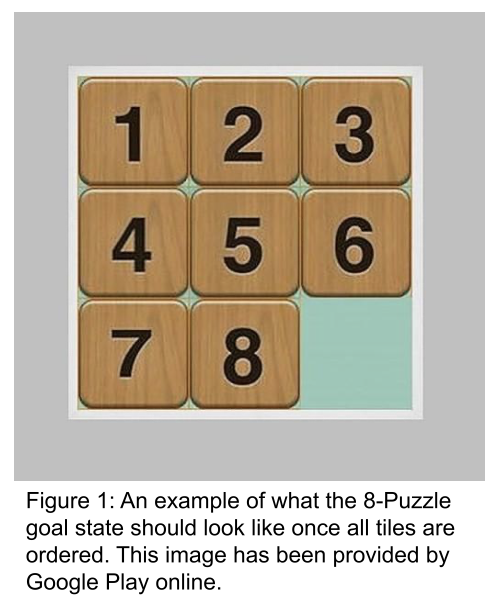 1 2 3
4 5 6
7 8
Figure 1: An example of what the 8-Puzzle
goal state should look like once all tiles are
ordered. This image has been provided by
Google Play online.